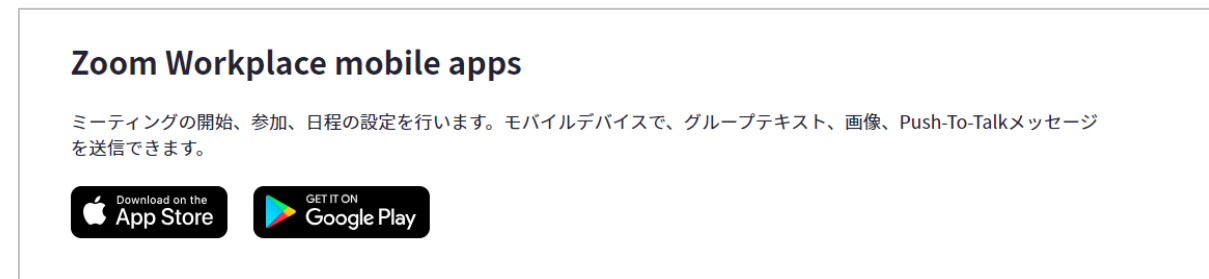 Zoom Workplace mobile apps
ミーティングの開始、参加、日程の設定を行います。モバイルデバイスで、グループテキスト、画像、Push-To-Talkメッセージ
を送信できます。
Download on the
App Store
GET IT ON
Google Play